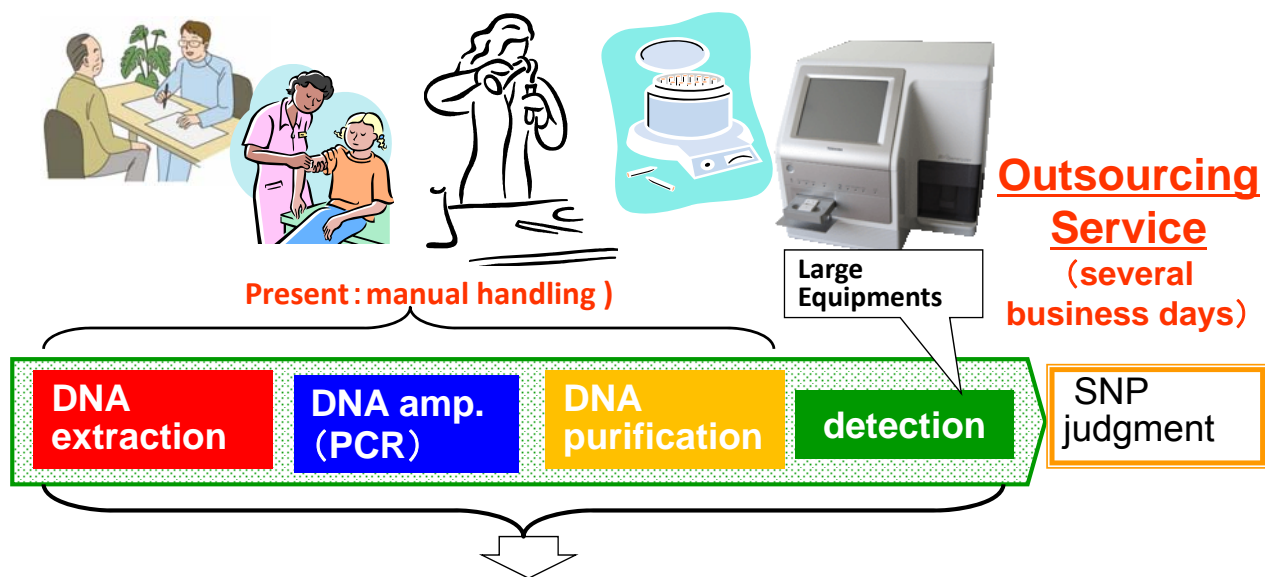 Outsourcing
Service
（several
business days）
Large
Equipments
Present：manual handling )
DNA
extraction
DNA amp.
（PCR）
DNA
purification
detection
SNP
judgment